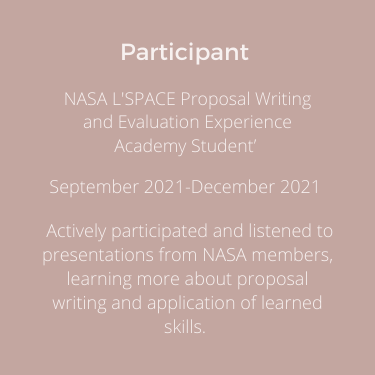 Participant
NASA L'SPACE Proposal Writing
and Evaluation Experience
Academy Student’
September 2021-December 2021
Actively participated and listened to
presentations from NASA members,
learning more about proposal
writing and application of learned
skills.